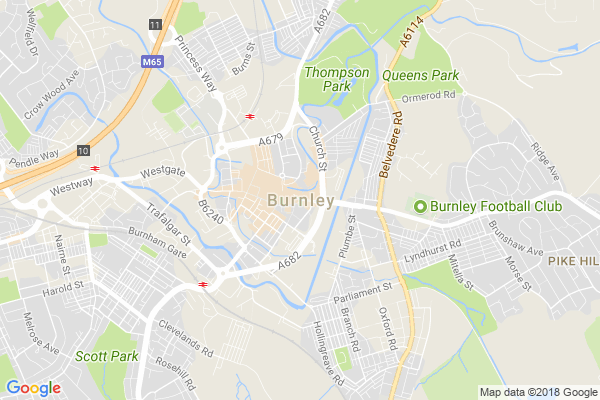 Wellfield Dr
11
Princess Way
Burns St
A682
A6114
M65
Thompson
Park
Queens Park
Crow Wood Ave
Ormerod Rd
A679
Church St
Belvedere Rd
10
Pendle Way
Ridge Ave
Westgate
Westway
B6240
Burnley
Burnley Football Club
Trafalgar St
Burnham Gate
Plumbe St
Brunshaw Ave
Lyndhurst Rd
Nairne St
A682
Mitella St
Morse St
PIKE HIL
Harold St
Parliament St
Melrose Ave
Clevelands Rd
Hollingreave Rd
Branch Rd
Oxford Rd
Scott Park
Rosehill Rd
Google
Map data ©2018 Google